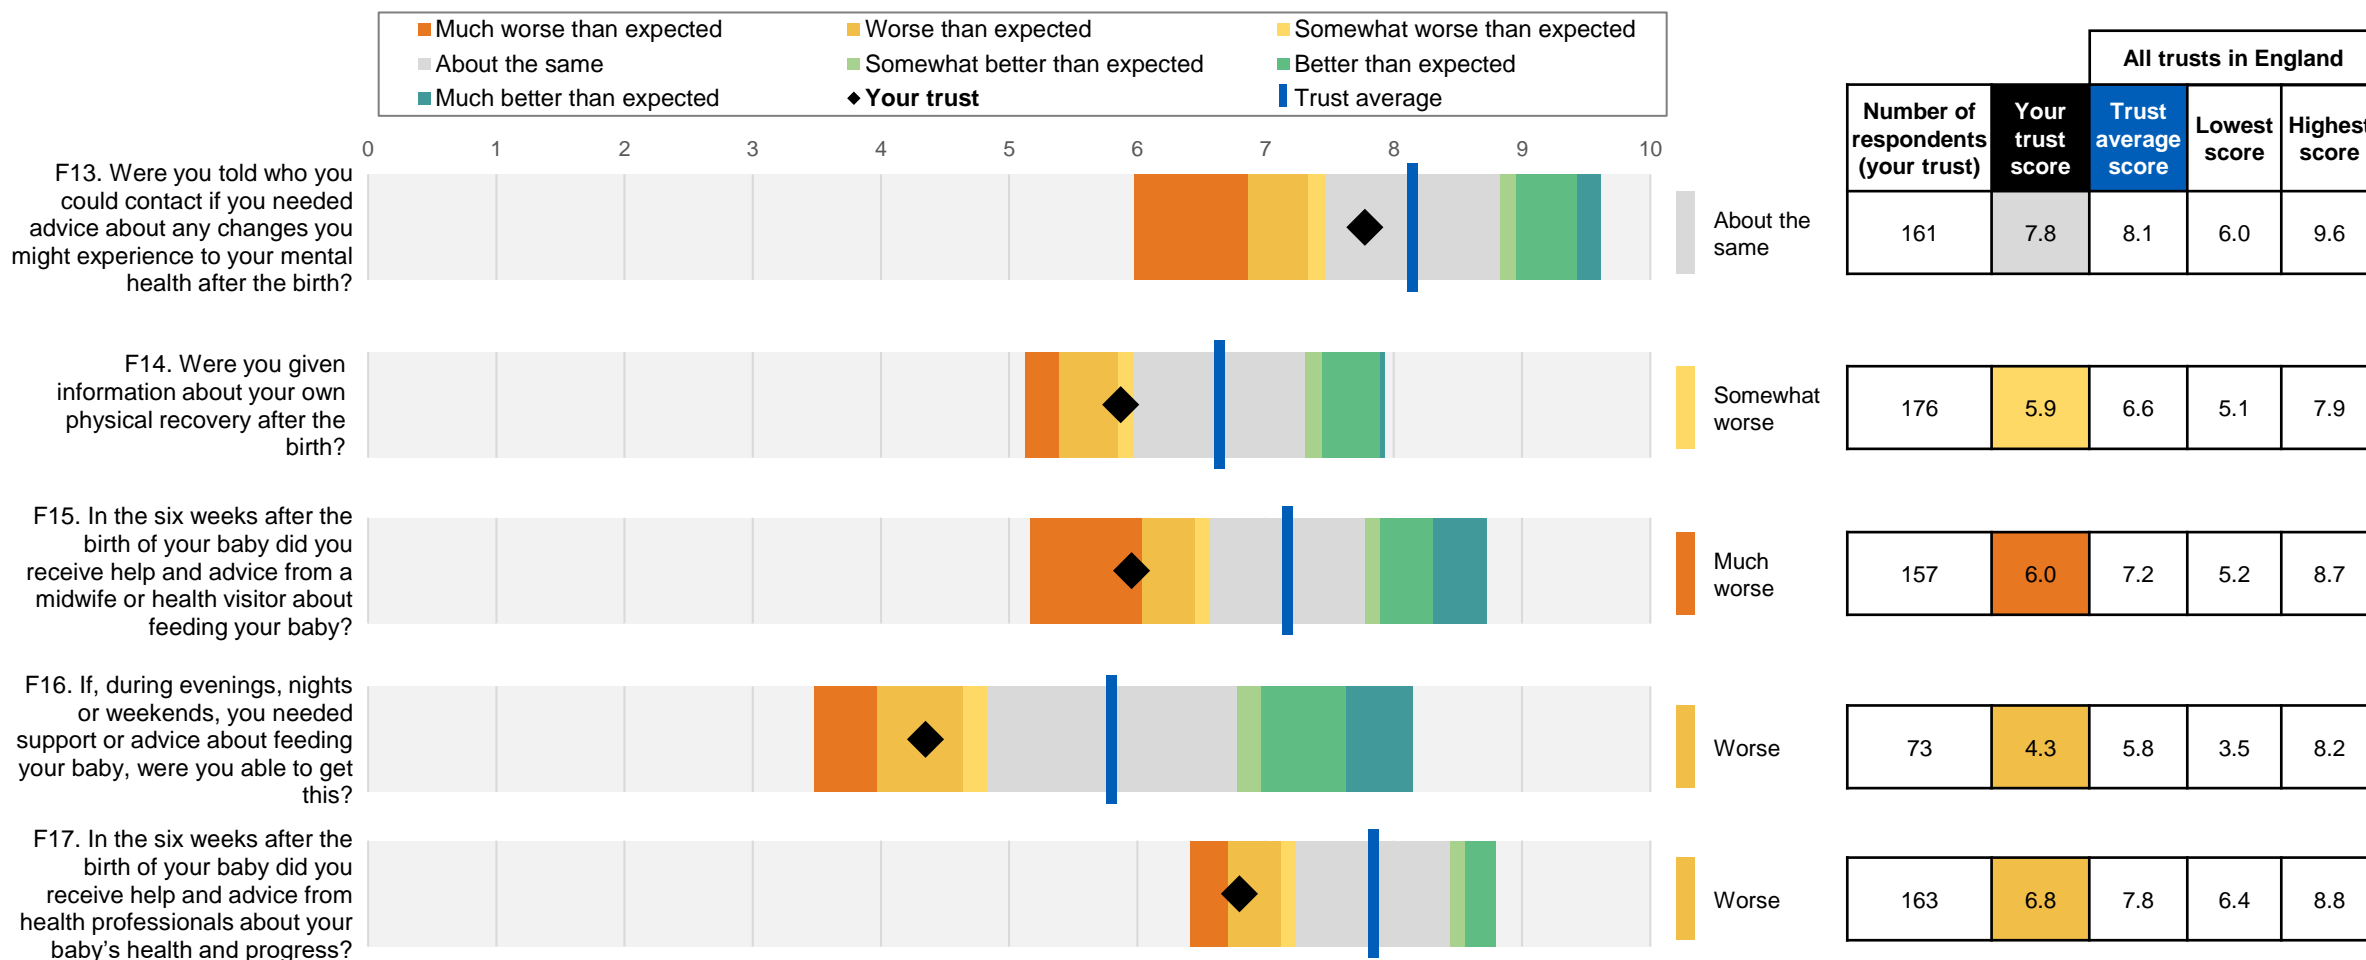 Much worse than expected
Worse than expected
Somewhat worse than expected
About the same
Somewhat better than expected
Better than expected
Much better than expected
Your trust
Trust average
All trusts in England
Number of
respondents
(your trust)
Your
trust
score
Trust
average
score
Lowest
score
Highest
score
0 1 2 3 4 5 6 7 8 9 10
F13. Were you told who you
could contact if you needed
advice about any changes you
might experience to your mental
health after the birth?
About the
same
161 7.8 8.1 6.0 9.6
F14. Were you given
information about your own
physical recovery after the
birth?
Somewhat
worse
176 5.9 6.6 5.1 7.9
F15. In the six weeks after the
birth of your baby did you
receive help and advice from a
midwife or health visitor about
feeding your baby?
Much
worse
157 6.0 7.2 5.2 8.7
F16. If, during evenings, nights
or weekends, you needed
support or advice about feeding
your baby, were you able to get
this?
Worse
73 4.3 5.8 3.5 8.2
F17. In the six weeks after the
birth of your baby did you
receive help and advice from
health professionals about your
baby’s health and progress?
Worse
163 6.8 7.8 6.4 8.8